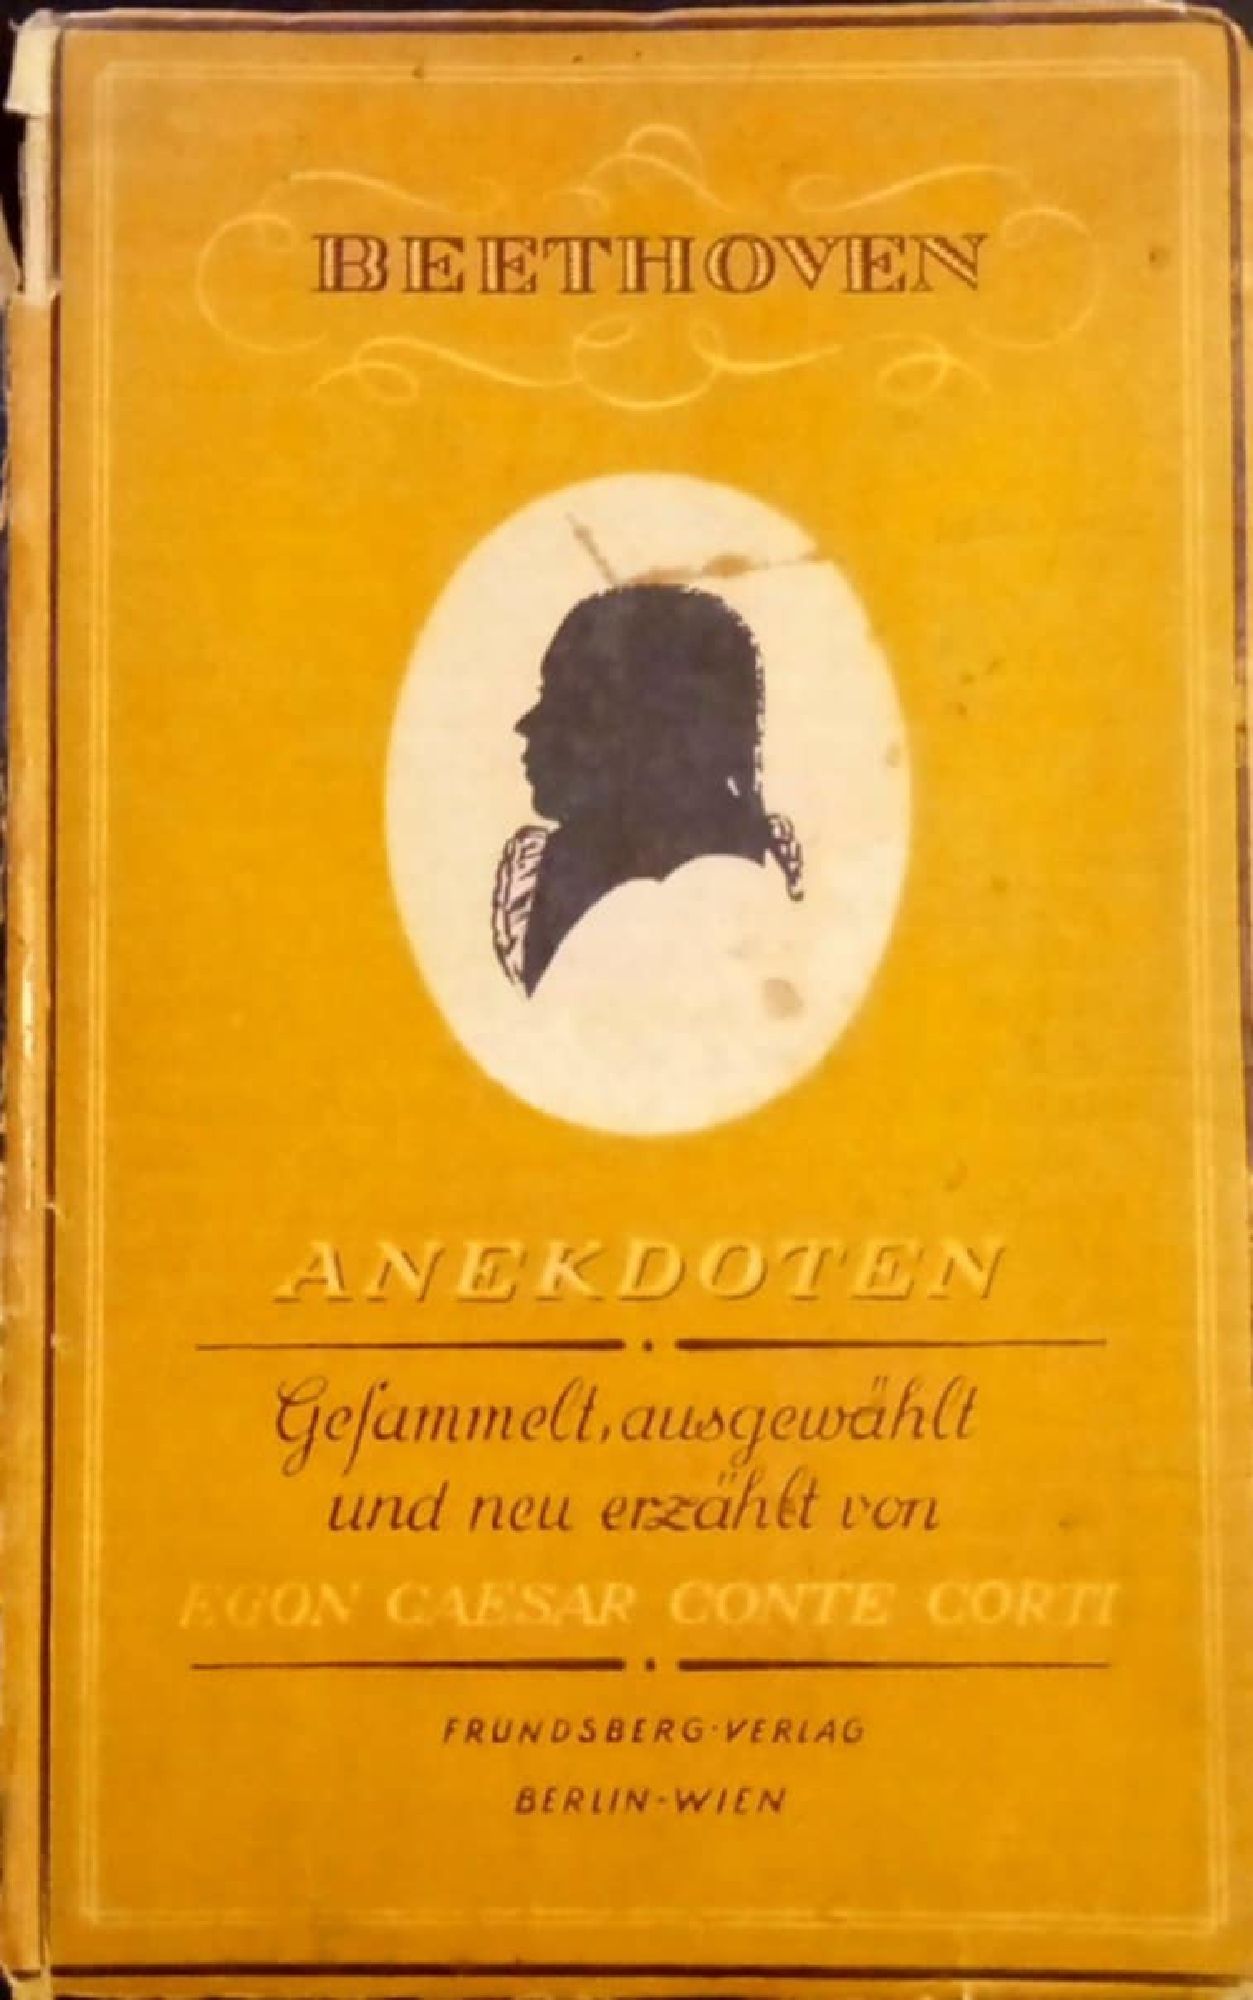 BEETHOVEN
ANEKDOTEN
Geſammelt, ausgewählt
und neu erzählt von
EGON CAESAR CONTE CORTI
FRUNDSBERG·VERLAG
BERLIN-WIEN